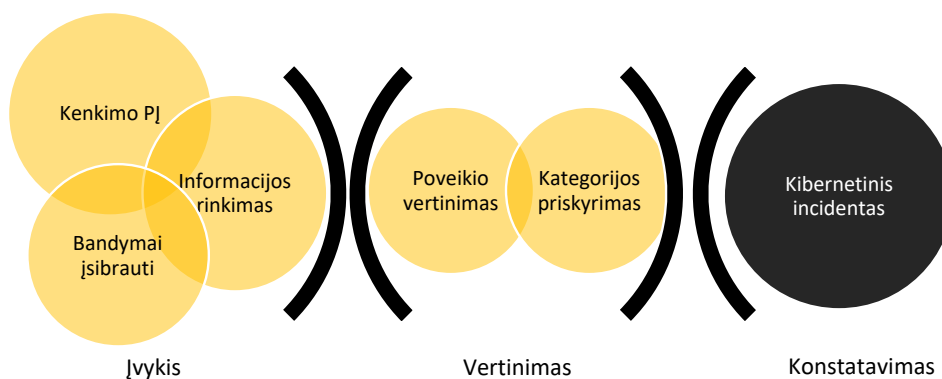 Kenkimo PĮ
Informacijos
rinkimas
Bandymai
įsibrauti
Poveikio
vertinimas
Kategorijos
priskyrimas
Kibernetinis
incidentas
Įvykis
Vertinimas
Konstatavimas